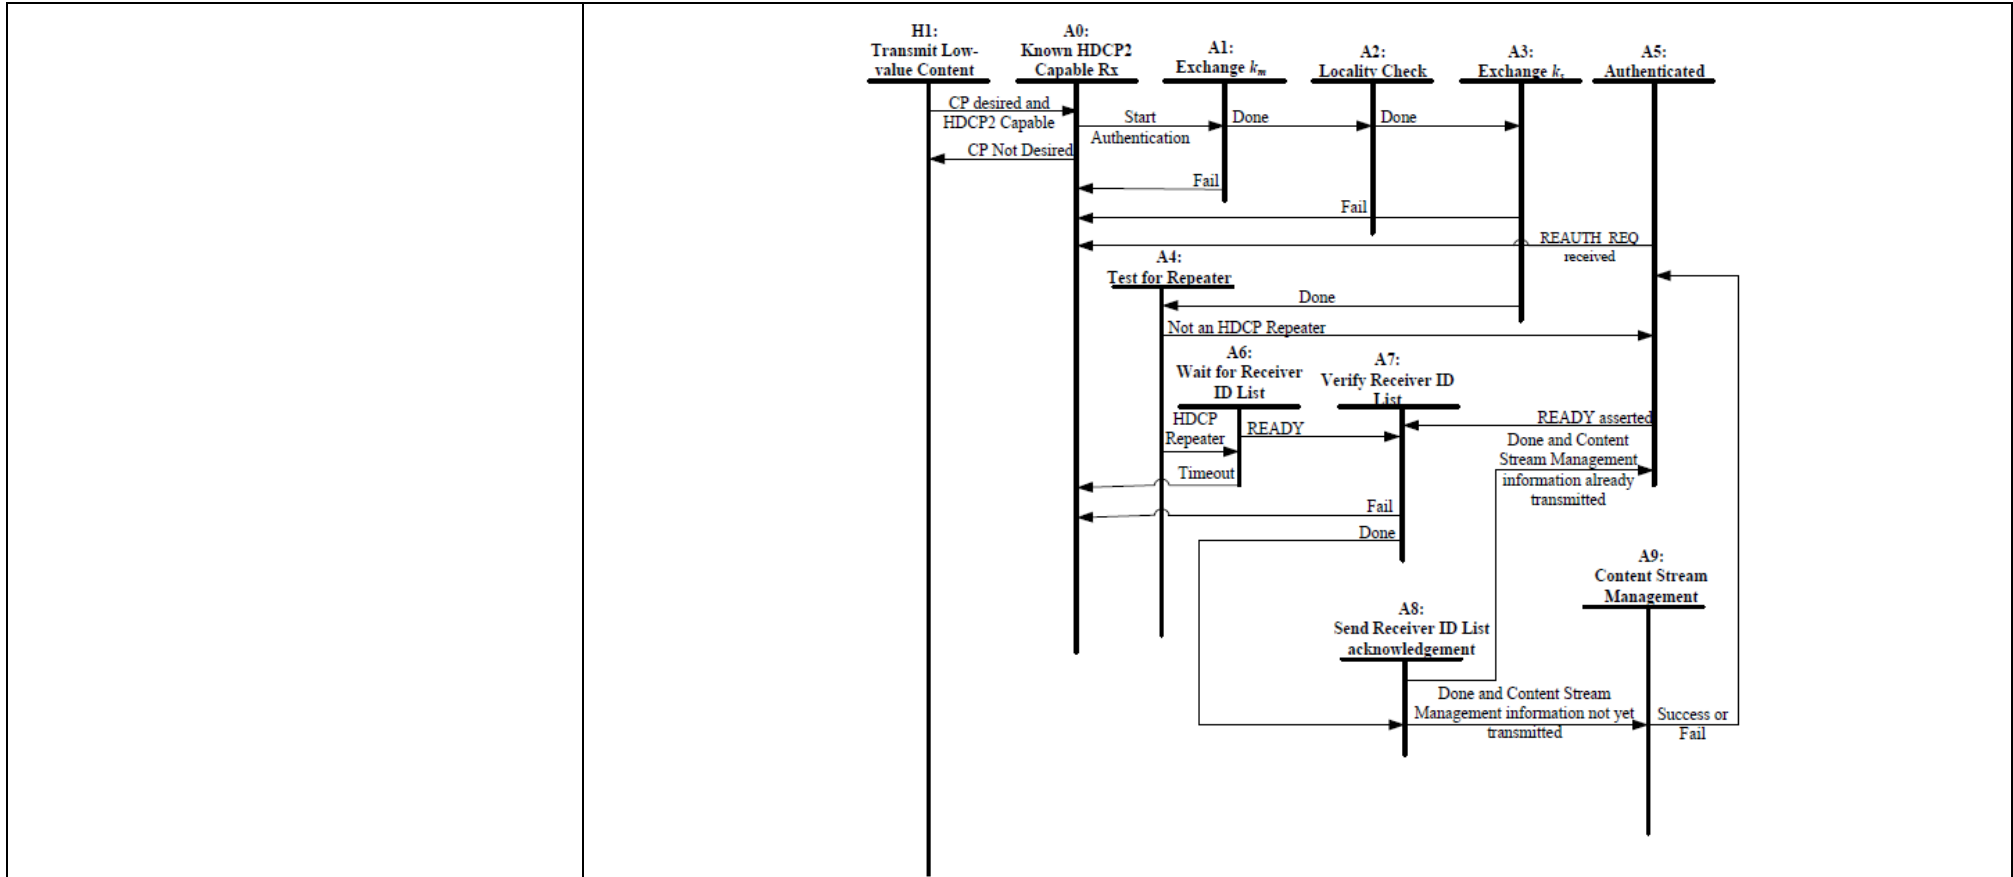 H1:
Transmit Low-
value Content
A0:
Known HDCP2
Capable Rx
A1:
Exchange km
A2:
Locality Check
A3:
Exchange ks
A5:
Authenticated
CP desired and
HDCP2 Capable
Start
Authentication
Done
Done
CP Not Desired
Fail
Fail
REAUTH_REQ
received
A4:
Test for Repeater
Done
Not an HDCP Repeater
A6:
Wait for Receiver
ID List
A7:
Verify Receiver ID
List
HDCP
Repeater
READY
READY asserted
Timeout
Done and Content
Stream Management
information already
transmitted
Fail
Done
A9:
Content Stream
Management
A8:
Send Receiver ID List
acknowledgement
Done and Content Stream
Management information not yet
transmitted
Success or
Fail